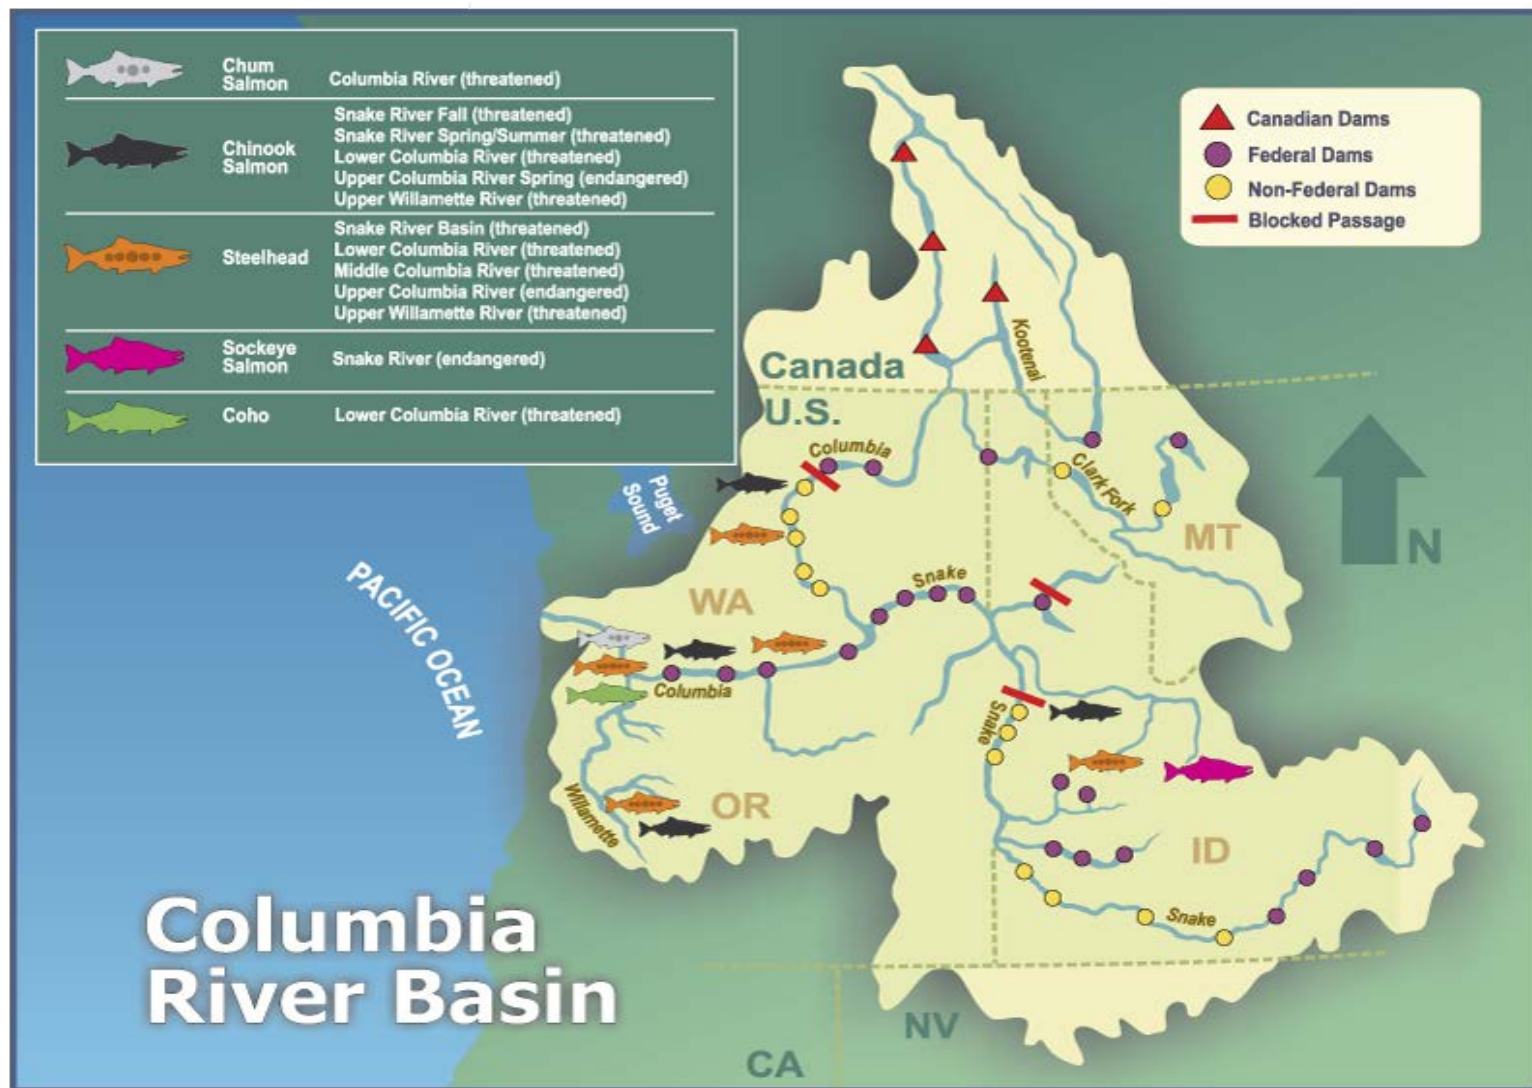 Chum
Salmon
Columbia River (threatened)
Chinook
Salmon
Snake River Fall (threatened)
Snake River Spring/Summer (threatened)
Lower Columbia River (threatened)
Upper Columbia River Spring (endangered)
Upper Willamette River (threatened)
Steelhead
Snake River Basin (threatened)
Lower Columbia River (threatened)
Middle Columbia River (threatened)
Upper Columbia River (endangered)
Upper Willamette River (threatened)
Sockeye
Salmon
Snake River (endangered)
Coho
Lower Columbia River (threatened)
Canadian Dams
Federal Dams
Non-Federal Dams
Blocked Passage
Kootenai
Canada
U.S.
Columbia
Clark Fork
Puget
Sound
MT
N
PACIFIC OCEAN
WA
Snake
Columbia
Snake
Willamette
OR
ID
Snake
Columbia
River Basin
NV
CA